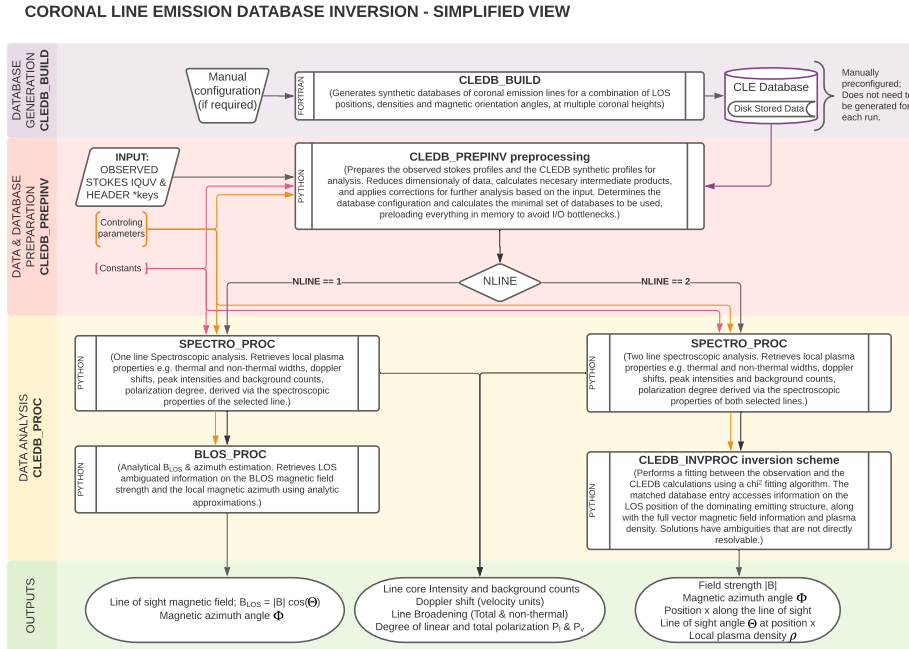 CORONAL LINE EMISSION DATABASE INVERSION - SIMPLIFIED VIEW
DATABASE
GENERATION
CLEDB_BUILD
Manual
configuration
(if required)
FORTRAN
CLEDB_BUILD
(Generates synthetic databases of coronal emission lines for a combination of LOS
positions, densities and magnetic orientation angles, at multiple coronal heights)
CLE Database
Disk Stored Data
Manually
preconfigured;
Does not need to
be generated for
each run.
DATA & DATABASE
PREPARATION
CLEDB_PREPINV
INPUT:
OBSERVED
STOKES IQUV &
HEADER *keys
Controling
parameters
Constants
PYTHON
CLEDB_PREPINV preprocessing
(Prepares the observed stokes profiles and the CLEDB synthetic profiles for
analysis. Reduces dimensionality of data, calculates necesary intermediate products,
and applies corrections for further analysis based on the input. Determines the
database configuration and calculates the minimal set of databases to be used,
preloading everything in memory to avoid I/O bottlenecks.)
NLINE == 1
NLINE
NLINE == 2
DATA ANALYSIS
CLEDB_PROC
PYTHON
SPECTRO_PROC
(One line Spectroscopic analysis. Retrieves local plasma
properties e.g. thermal and non-thermal widths, doppler
shifts, peak intensities and background counts,
polarization degree, derived via the spectroscopic
properties of the selected line.)
PYTHON
SPECTRO_PROC
(Two line spectroscopic analysis. Retrieves local plasma
properties e.g. thermal and non-thermal widths, doppler
shifts, peak intensities and background counts,
polarization degree derived via the spectroscopic
properties of both selected lines.)
PYTHON
BLOS_PROC
(Analytical B_LOS & azimuth estimation. Retrieves LOS
ambiguated information on the BLOS magnetic field
strength and the local magnetic azimuth using analytic
approximations.)
PYTHON
CLEDB_INVPROC inversion scheme
(Performs a fitting between the observation and the
CLEDB calculations using a chi² fitting algorithm. The
matched database entry accesses information on the
LOS position of the dominating emitting structure, along
with the full vector magnetic field information and plasma
density. Solutions have ambiguities that are not directly
resolvable.)
OUTPUTS
Line of sight magnetic field; B_LOS = |B| cos(Θ)
Magnetic azimuth angle Φ
Line core Intensity and background counts
Doppler shift (velocity units)
Line Broadening (Total & non-thermal)
Degree of linear and total polarization P_l & P_v
Field strength |B|
Magnetic azimuth angle Φ
Position x along the line of sight
Line of sight angle Θ at position x
Local plasma density ρ